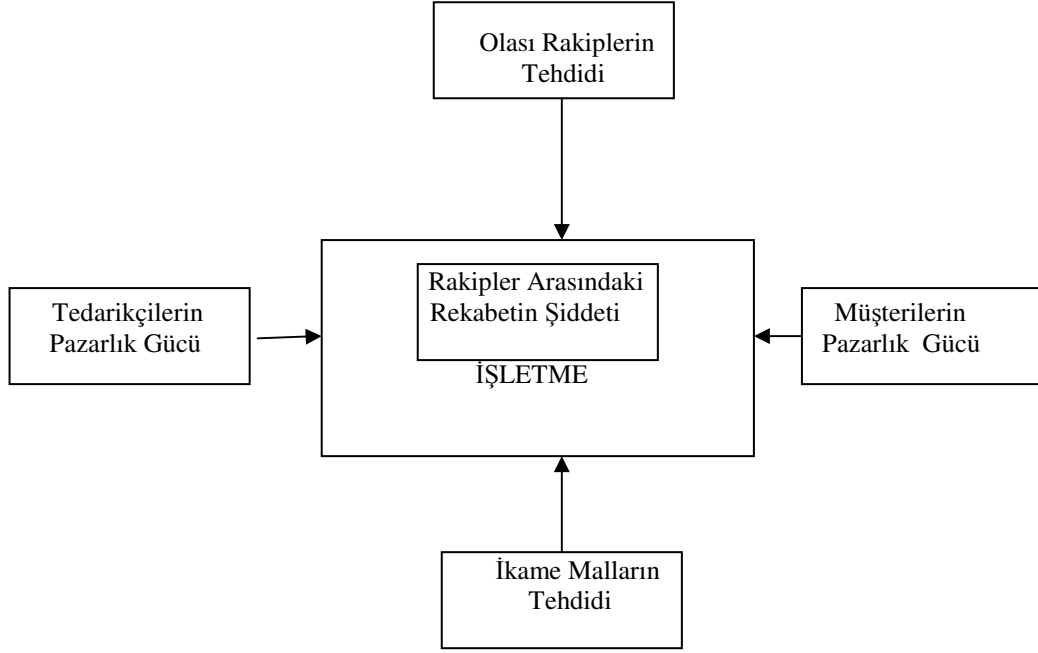 Olası Rakiplerin
Tehdidi
Rakipler Arasındaki
Rekabetin Şiddeti
İŞLETME
Tedarikçilerin
Pazarlık Gücü
Müşterilerin
Pazarlık Gücü
İkame Malların
Tehdidi